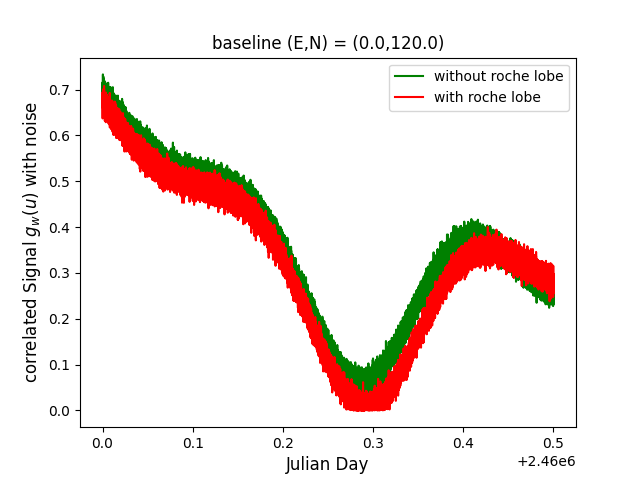 baseline (E,N) = (0.0,120.0)
without roche lobe
with roche lobe
correlated Signal g_w(u) with noise
0.7
0.6
0.5
0.4
0.3
0.2
0.1
0.0
0.0 0.1 0.2 0.3 0.4 0.5
Julian Day
+2.46e6